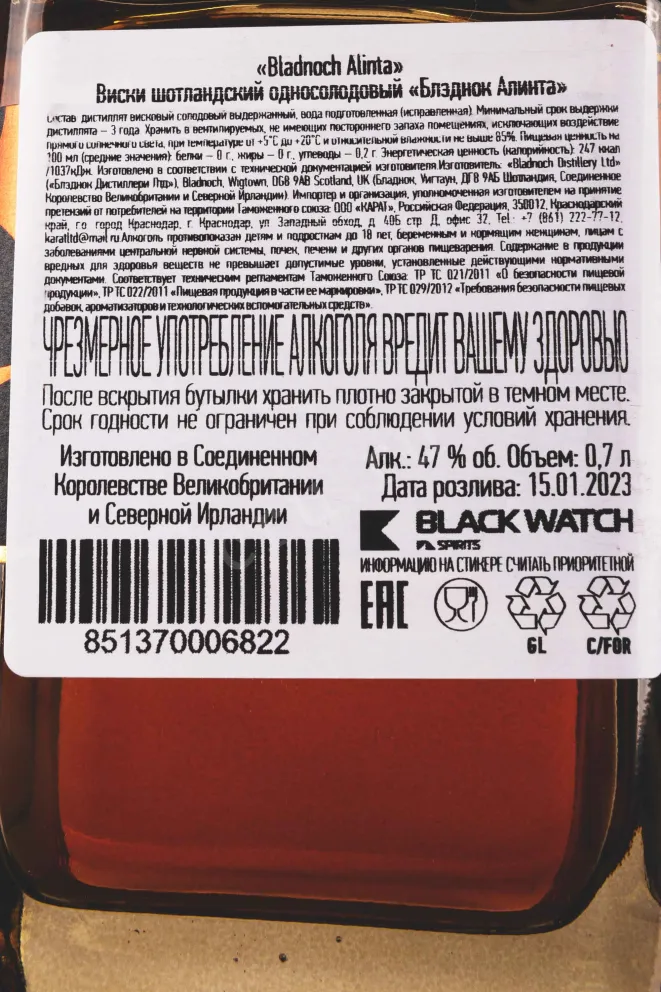 «Bladnoch Alinta»
Виски шотландский односолодовый «Блэднок Алинта»
Состав: дистиллят висковый солодовый выдержанный, вода подготовленная (исправленная). Минимальный срок выдержки
дистиллята – 3 года. Хранить в вентилируемых, не имеющих постороннего запаха помещениях, исключающих воздействие
прямого солнечного света, при температуре от +5°С до +20°С и относительной влажности не выше 85%. Пищевая ценность на
100 мл (средние значения): белки – 0 г., жиры – 0 г., углеводы – 0,2 г. Энергетическая ценность (калорийность): 247 ккал
/1037кДж. Изготовлено в соответствии с технической документацией изготовителя.Изготовитель: «Bladnoch Distillery Ltd»
(«Блэднок Дистиллери Лтд»), Bladnoch, Wigtown, DG8 9AB Scotland, UK (Бладнок, Уигтаун, ДГ8 9АБ Шотландия, Соединенное
Королевство Великобритании и Северной Ирландии). Импортер и организация, уполномоченная изготовителем на принятие
претензий от потребителей на территории Таможенного союза: ООО «КАРАТ», Российская Федерация, 350012, Краснодарский
край, г.о. город Краснодар, г. Краснодар, ул. Западный обход, д. 40Б стр. Д, офис 32, Tel.: +7 (861) 222-77-12,
karatltd@mail.ru.Алкоголь противопоказан детям и подросткам до 18 лет, беременным и кормящим женщинам, лицам с
заболеваниями центральной нервной системы, почек, печени и других органов пищеварения. Содержание в продукции
вредных для здоровья веществ не превышает допустимые уровни, установленные действующими нормативными
документами. Соответствует техническим регламентам Таможенного Союза: ТР ТС 021/2011 «О безопасности пищевой
продукции», ТР ТС 022/2011 «Пищевая продукция в части ее маркировки», ТР ТС 029/2012 «Требования безопасности пищевых
добавок, ароматизаторов и технологических вспомогательных средств».
ЧРЕЗМЕРНОЕ УПОТРЕБЛЕНИЕ АЛКОГОЛЯ ВРЕДИТ ВАШЕМУ ЗДОРОВЬЮ
После вскрытия бутылки хранить плотно закрытой в темном месте.
Срок годности не ограничен при соблюдении условий хранения.
Изготовлено в Соединенном
Королевстве Великобритании
и Северной Ирландии
Алк.: 47 % об. Объем: 0,7 л
Дата розлива: 15.01.2023
BLACK WATCH
SPIRITS
ИНФОРМАЦИЮ НА СТИКЕРЕ СЧИТАТЬ ПРИОРИТЕТНОЙ
EAC
GL
C/FOR
851370006822